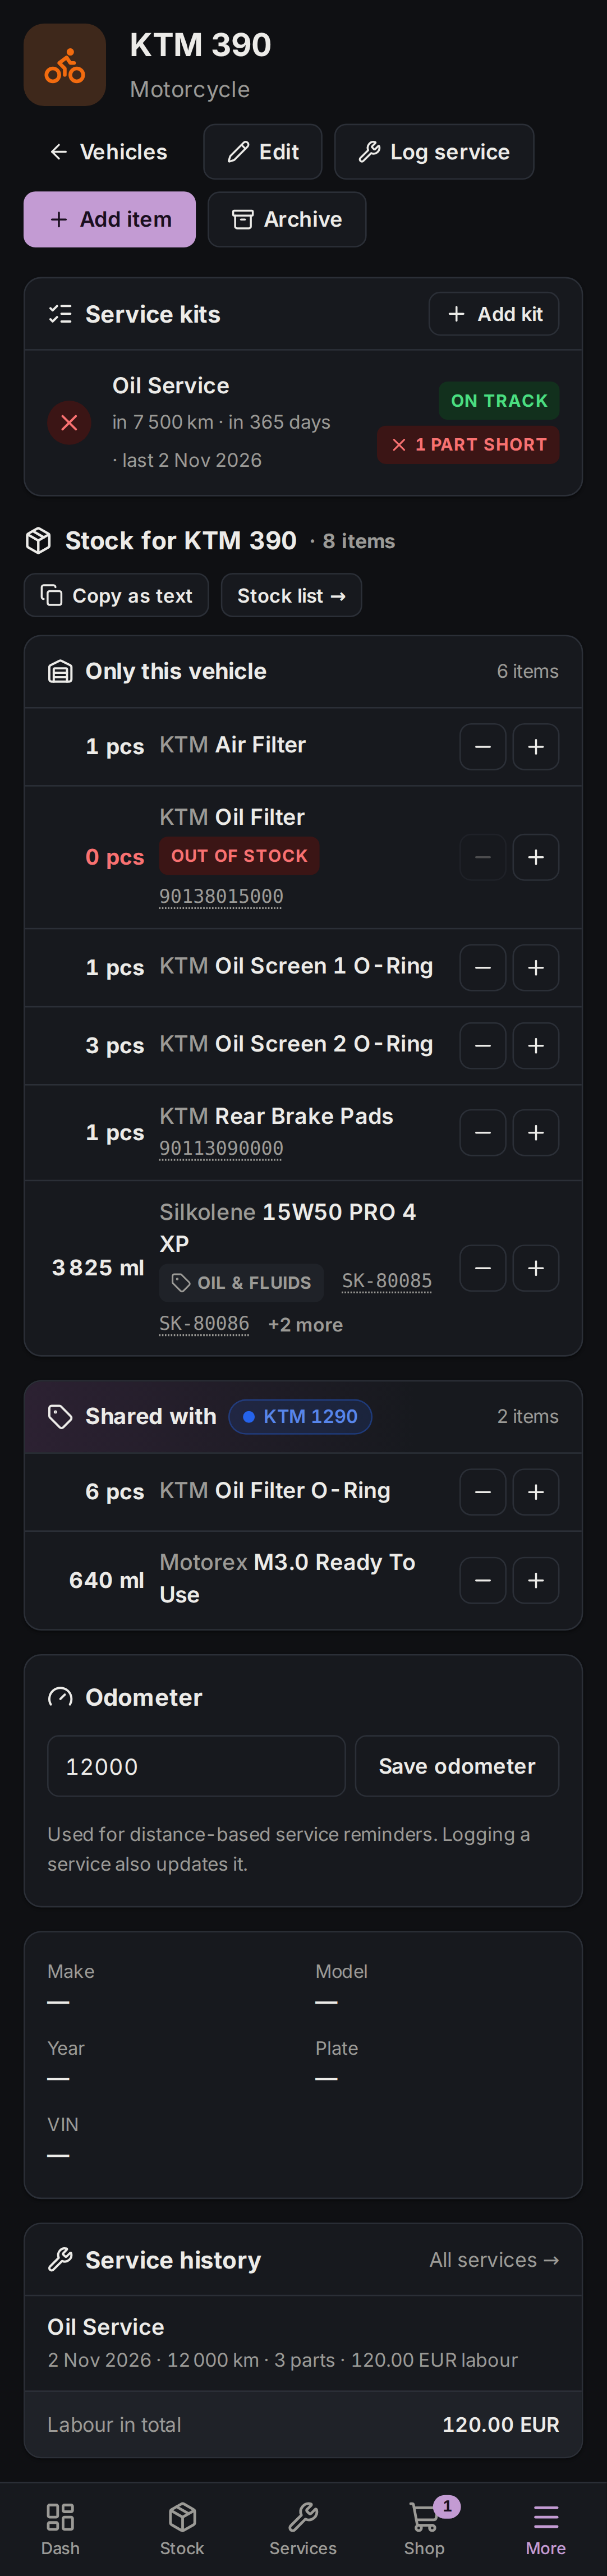 KTM 390
Motorcycle
← Vehicles
Edit
Log service
+ Add item
Archive
Service kits
+ Add kit
Oil Service
in 7 500 km · in 365 days
· last 2 Nov 2026
ON TRACK
1 PART SHORT
Stock for KTM 390 · 8 items
Copy as text
Stock list →
Only this vehicle
6 items
1 pcs KTM Air Filter
KTM Oil Filter
0 pcs OUT OF STOCK
90138015000
1 pcs KTM Oil Screen 1 O-Ring
3 pcs KTM Oil Screen 2 O-Ring
1 pcs KTM Rear Brake Pads
90113090000
Silkolene 15W50 PRO 4
XP
3 825 ml OIL & FLUIDS SK-80085
SK-80086 +2 more
Shared with KTM 1290
2 items
6 pcs KTM Oil Filter O-Ring
640 ml Motorex M3.0 Ready To
Use
Odometer
12000
Save odometer
Used for distance-based service reminders. Logging a
service also updates it.
Make Model
— —
Year Plate
— —
VIN
—
Service history
All services →
Oil Service
2 Nov 2026 · 12 000 km · 3 parts · 120.00 EUR labour
Labour in total 120.00 EUR
1
Dash Stock Services Shop More